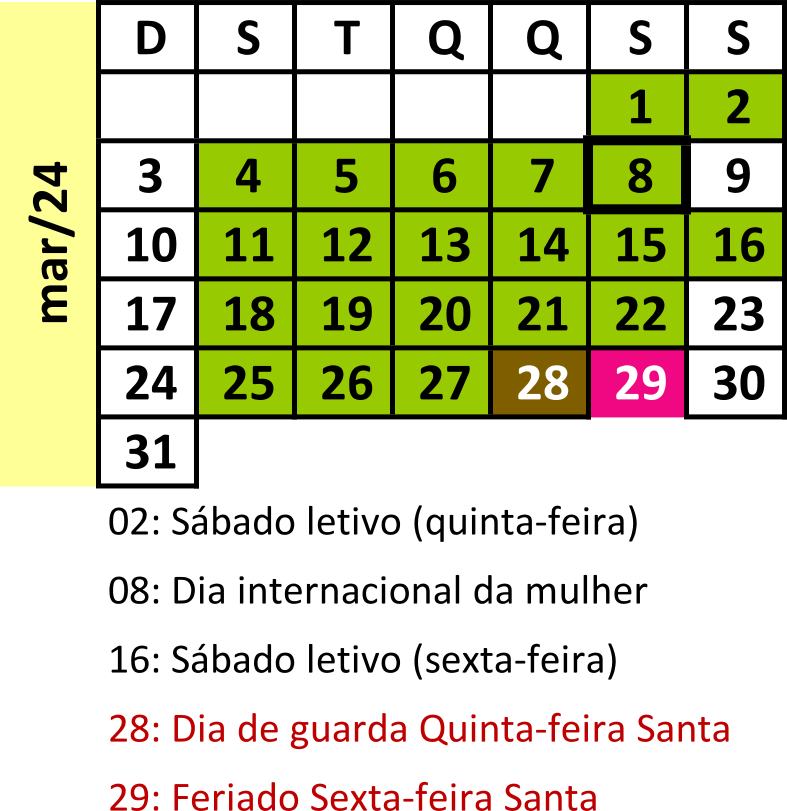 mar/24
D S T Q Q S S
1 2
3 4 5 6 7 8 9
10 11 12 13 14 15 16
17 18 19 20 21 22 23
24 25 26 27 28 29 30
31
02: Sábado letivo (quinta-feira)
08: Dia internacional da mulher
16: Sábado letivo (sexta-feira)
28: Dia de guarda Quinta-feira Santa
29: Feriado Sexta-feira Santa